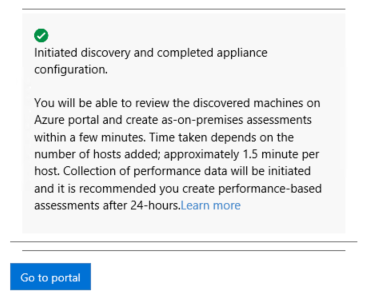 Initiated discovery and completed appliance
configuration.
You will be able to review the discovered machines on
Azure portal and create as-on-premises assessments
within a few minutes. Time taken depends on the
number of hosts added; approximately 1.5 minute per
host. Collection of performance data will be initiated
and it is recommended you create performance-based
assessments after 24-hours.Learn more
Go to portal